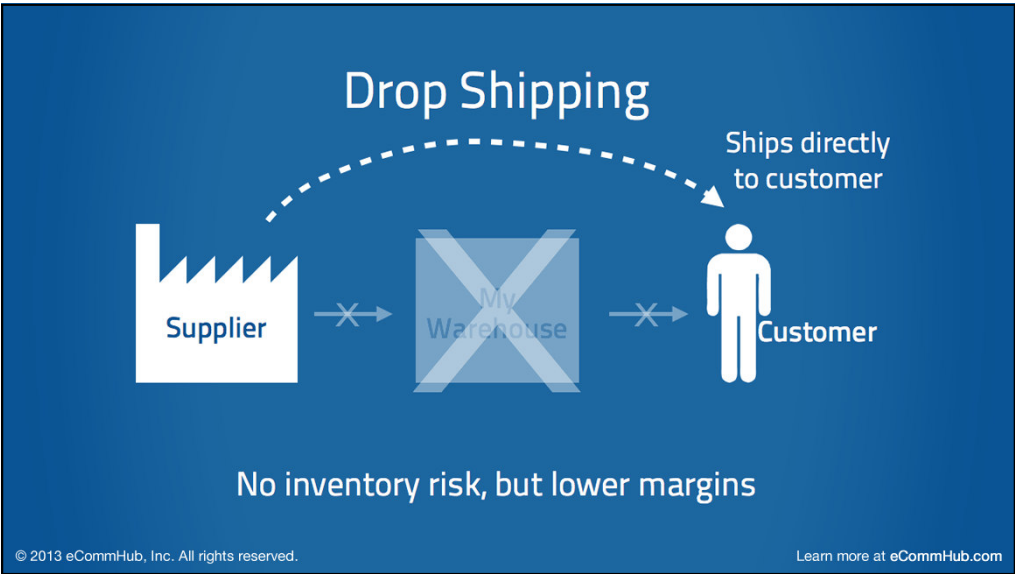 Drop Shipping
Ships directly
to customer
Supplier
My
Warehouse
Customer
No inventory risk, but lower margins
© 2013 eCommHub, Inc. All rights reserved.
Learn more at eCommHub.com